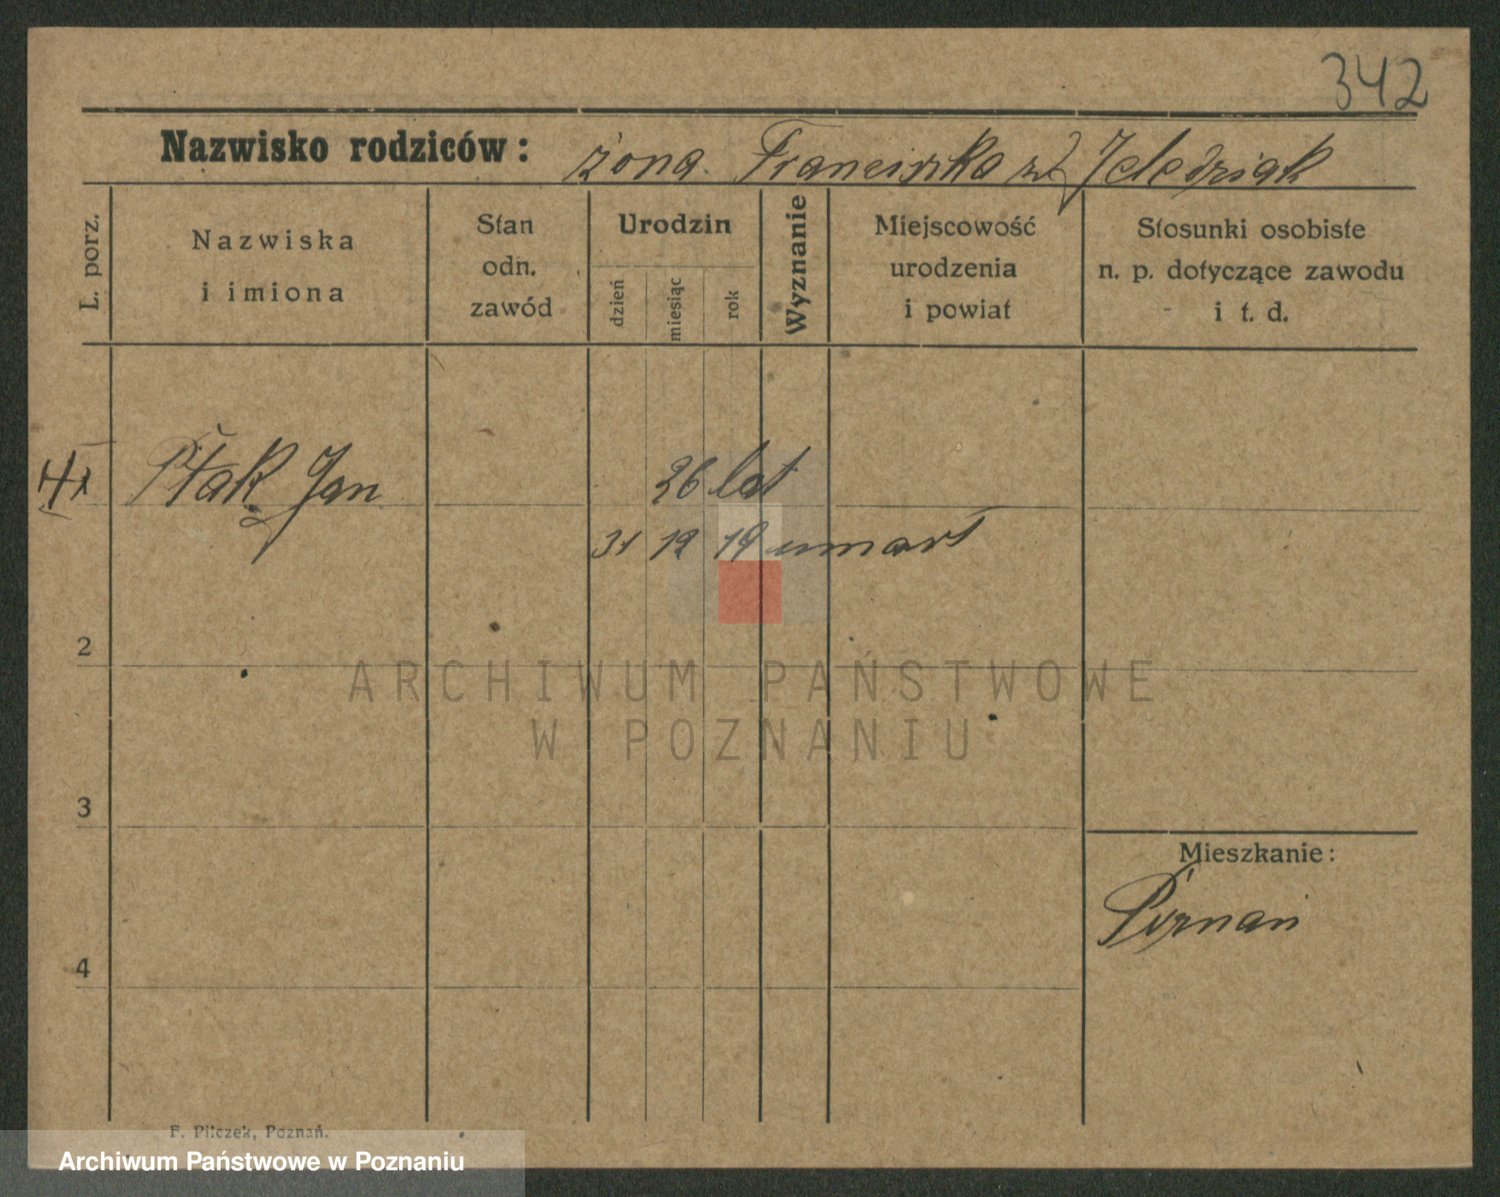 342
Nazwisko rodziców: żona. Franciszka zd
L. porz.
Nazwiska
i imiona
Stan
odn.
zawód
Urodzin
dzień
miesiąc
rok
Wyznanie
Miejscowość
urodzenia
i powiat
Stosunki osobiste
n. p. dotyczące zawodu
i t. d.
Ptak Jan
26 lat
31 12 19 umarł
2
ARCHIWUM PAŃSTWOWE
W POZNANIU
3
Mieszkanie:
Poznań
4
F. Pilczek, Poznań.
Archiwum Państwowe w Poznaniu